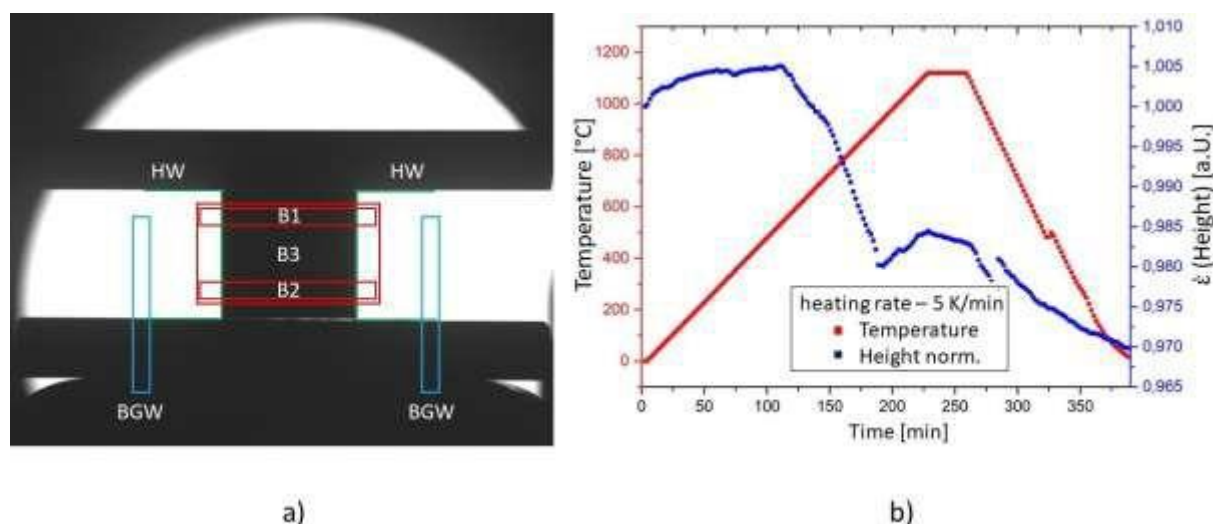 HW
HW
B1
B3
B2
BGW
BGW
a)
1200
1000
800
600
400
200
0
Temperature [°C]
0
50
100
150
200
250
300
350
Time [min]
1,010
1,005
1,000
0,995
0,990
0,985
0,980
0,975
0,970
0,965
ἐ (Height) [a.U.]
heating rate – 5 K/min
Temperature
Height norm.
b)